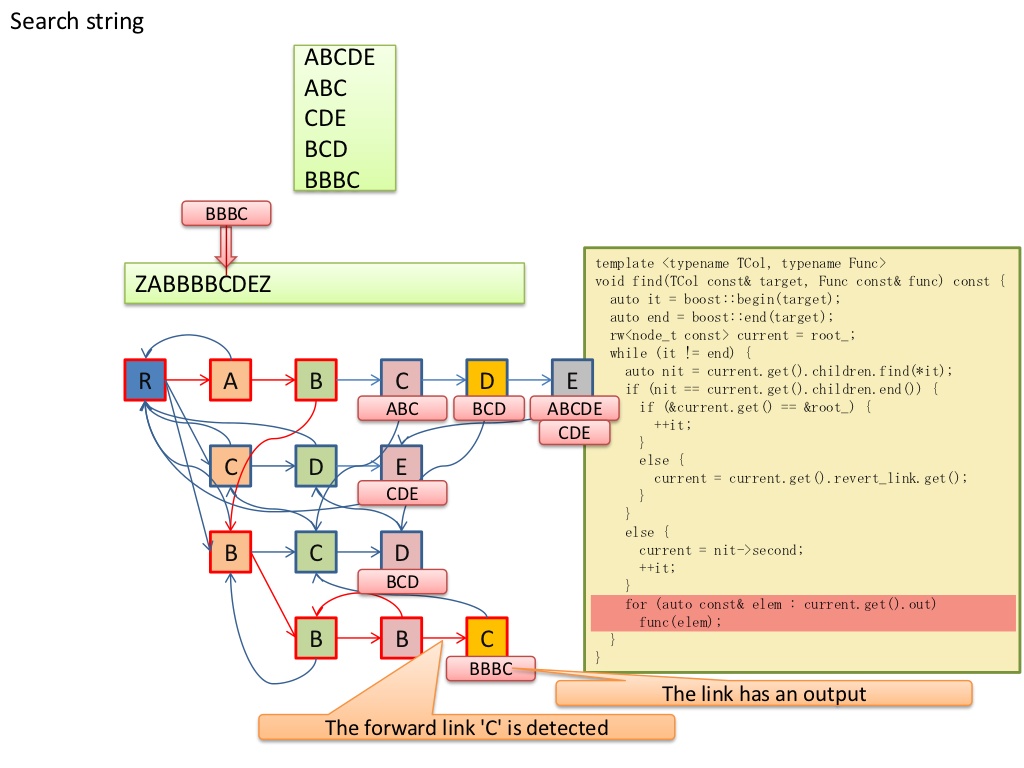 Search string
ABCDE
ABC
CDE
BCD
BBBC
BBBC
ZABBBBCDEZ
template <typename TCol, typename Func>
void find(TCol const& target, Func const& func) const {
auto it = boost::begin(target);
auto end = boost::end(target);
rw<node_t const> current = root_;
while (it != end) {
auto nit = current.get().children.find(*it);
if (nit == current.get().children.end()) {
if (&current.get() == &root_) {
++it;
}
else {
current = current.get().revert_link.get();
}
}
else {
current = nit->second;
++it;
}
for (auto const& elem : current.get().out)
func(elem);
}
}
R A B C D E
ABC BCD ABCDE
CDE
C D E
CDE
B C D
BCD
B B C
BBBC
The link has an output
The forward link 'C' is detected